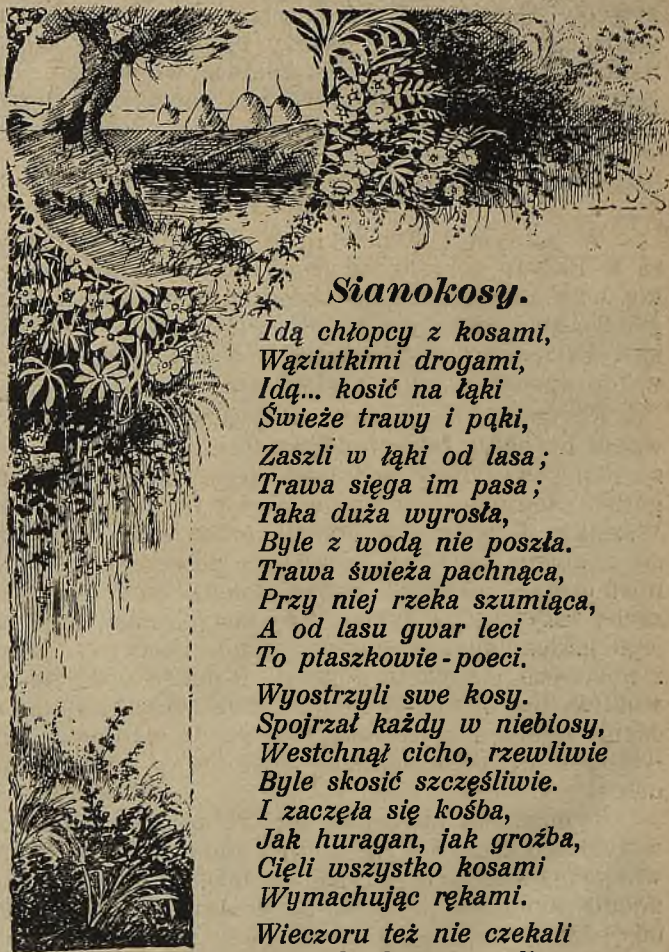 Sianokosy.
Idą chłopcy z kosami,
Wąziutkimi drogami,
Idą... kosić na łąki
Świeże trawy i pąki,
Zaszli w łąki od lasa;
Trawa sięga im pasa;
Taka duża wyrosła,
Byle z wodą nie poszła.
Trawa świeża pachnąca,
Przy niej rzeka szumiąca,
A od lasu gwar leci
To ptaszkowie-poeci.
Wyostrzyli swe kosy.
Spojrzał każdy w niebiosy,
Westchnął cicho, rzewliwie
Byle skosić szczęśliwie.
I zaczęła się kośba,
Jak huragan, jak groźba,
Cięli wszystko kosami
Wymachując rękami.
Wieczoru też nie czekali